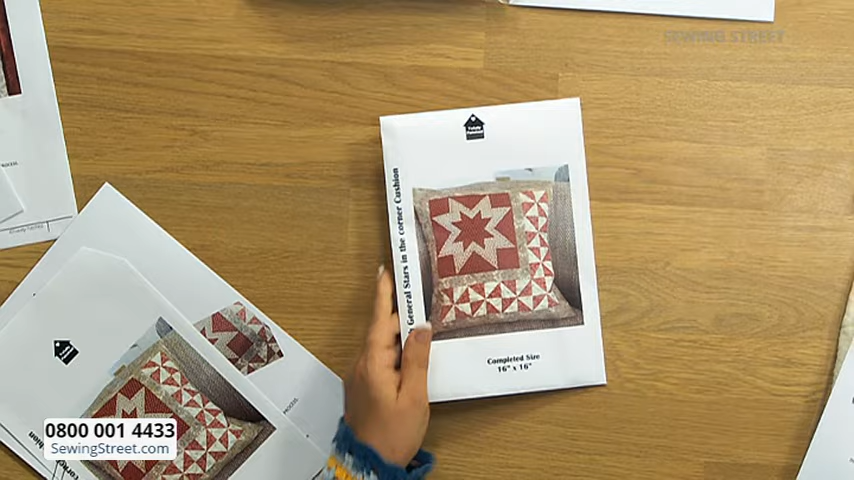 SEWING STREET
General Stars in the corner Cushion
Completed Size
16" x 16"
0800 001 4433
SewingStreet.com